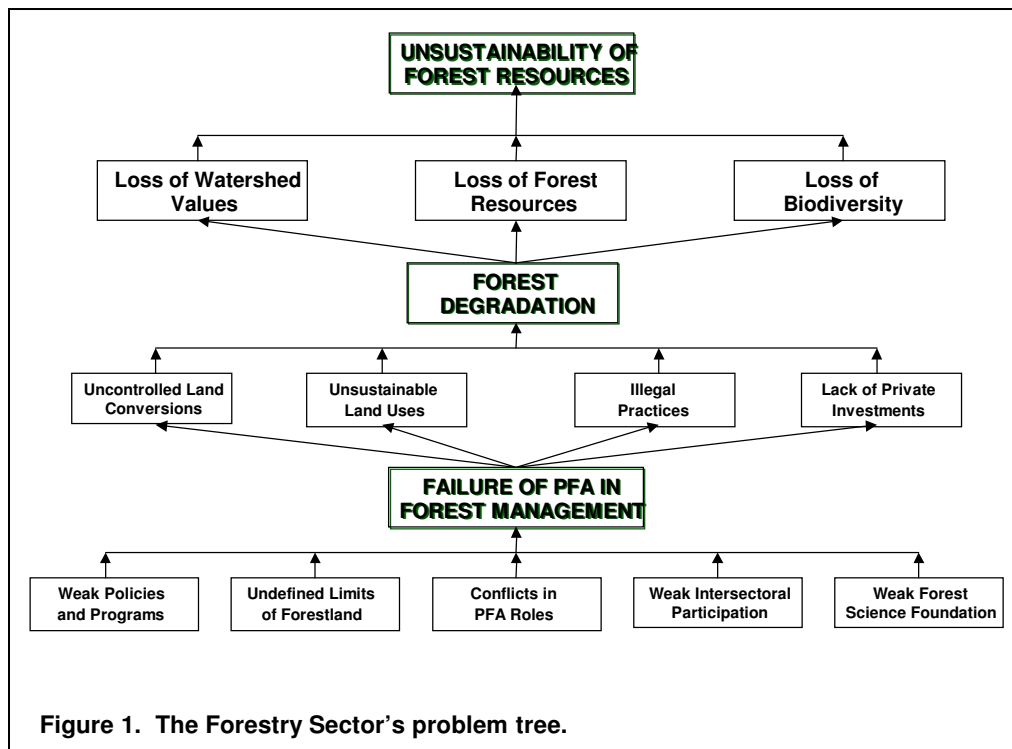 UNSUSTAINABILITY OF
FOREST RESOURCES
Loss of Watershed
Values
Loss of Forest
Resources
Loss of
Biodiversity
FOREST
DEGRADATION
Uncontrolled Land
Conversions
Unsustainable
Land Uses
Illegal
Practices
Lack of Private
Investments
FAILURE OF PFA IN
FOREST MANAGEMENT
Weak Policies
and Programs
Undefined Limits
of Forestland
Conflicts in
PFA Roles
Weak Intersectoral
Participation
Weak Forest
Science Foundation
Figure 1.  The Forestry Sector's problem tree.